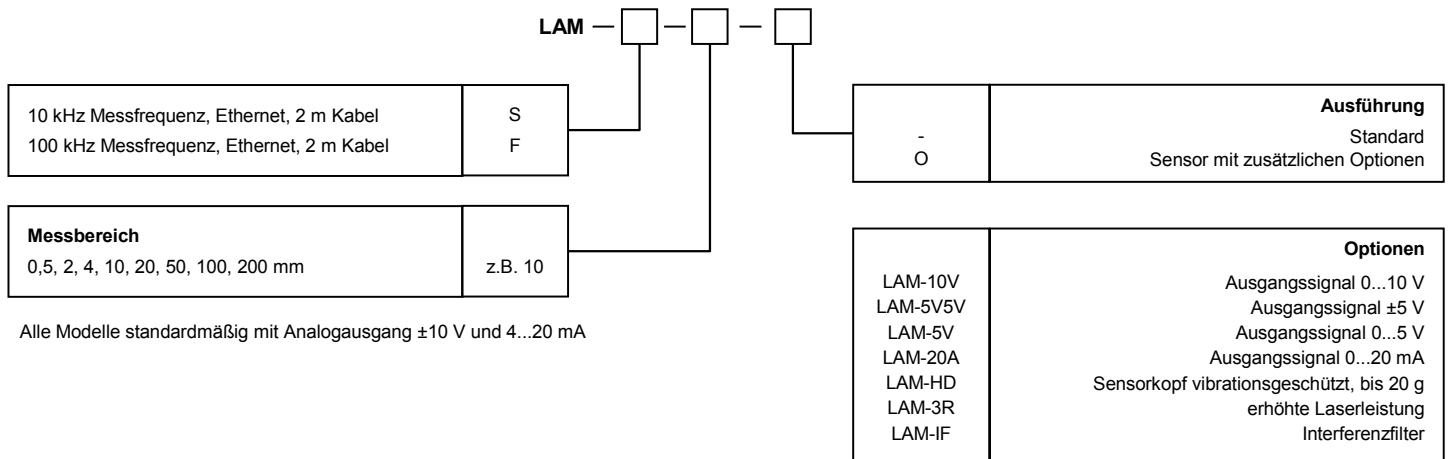 LAM — —
10 kHz Messfrequenz, Ethernet, 2 m Kabel S
100 kHz Messfrequenz, Ethernet, 2 m Kabel F
Messbereich
0,5, 2, 4, 10, 20, 50, 100, 200 mm z.B. 10
Alle Modelle standardmäßig mit Analogausgang ±10 V und 4...20 mA
Ausführung
- Standard
O Sensor mit zusätzlichen Optionen
Optionen
LAM-10V Ausgangssignal 0...10 V
LAM-5V5V Ausgangssignal ±5 V
LAM-5V Ausgangssignal 0...5 V
LAM-20A Ausgangssignal 0...20 mA
LAM-HD Sensorkopf vibrationsgeschützt, bis 20 g
LAM-3R erhöhte Laserleistung
LAM-IF Interferenzfilter